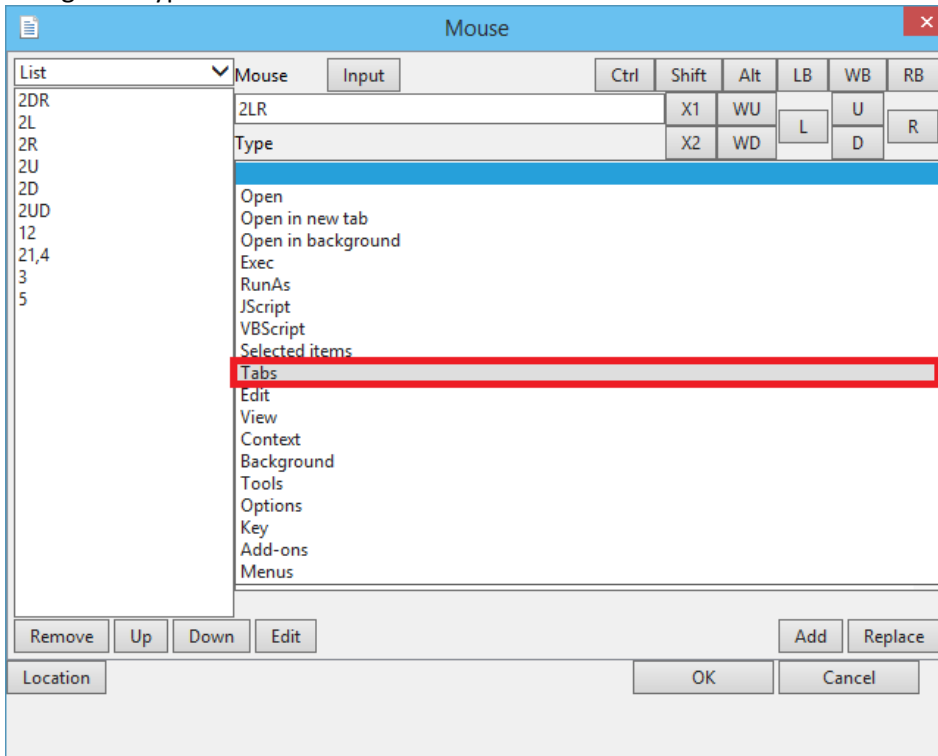 Mouse
List
Mouse Input Ctrl Shift Alt LB WB RB
2LR X1 WU L U R
Type X2 WD D
2DR
2L
2R
2U
2D
2UD
12
21,4
3
5
Open
Open in new tab
Open in background
Exec
RunAs
JScript
VBScript
Selected items
Tabs
Edit
View
Context
Background
Tools
Options
Key
Add-ons
Menus
Remove Up Down Edit Add Replace
Location OK Cancel